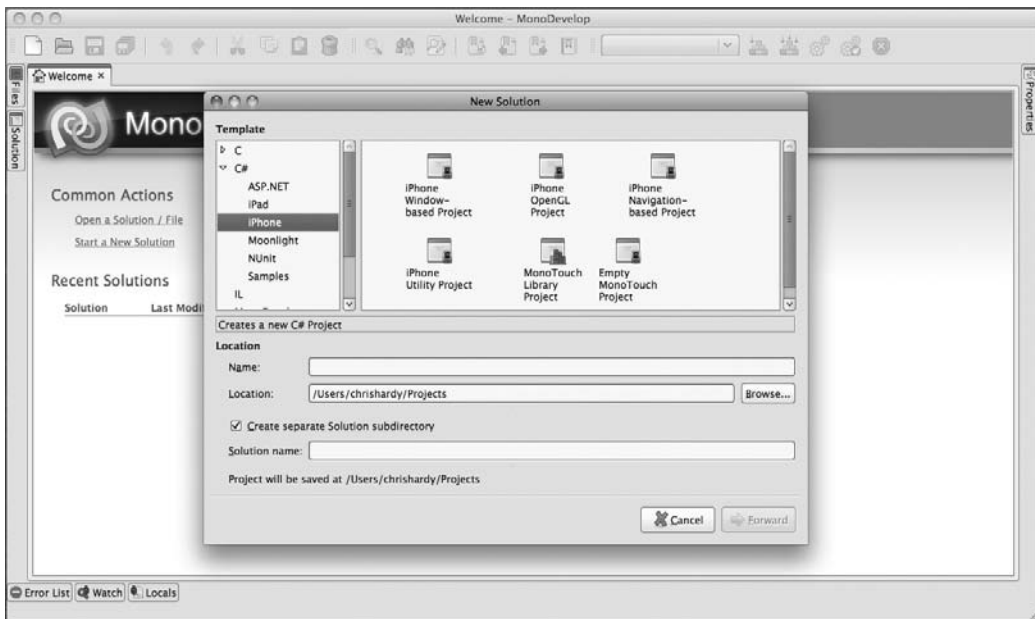 Welcome – MonoDevelop
Files
Solution
Welcome ×
Properties
Mono
Common Actions
Open a Solution / File
Start a New Solution
Recent Solutions
Solution Last Modi
New Solution
Template
C
C#
ASP.NET
iPad
iPhone
Moonlight
NUnit
Samples
IL
iPhone
Window-
based Project
iPhone
OpenGL
Project
iPhone
Navigation-
based Project
iPhone
Utility Project
MonoTouch
Library
Project
Empty
MonoTouch
Project
Creates a new C# Project
Location
Name:
Location: /Users/chrishardy/Projects Browse...
Create separate Solution subdirectory
Solution name:
Project will be saved at /Users/chrishardy/Projects
Cancel Forward
Error List Watch Locals